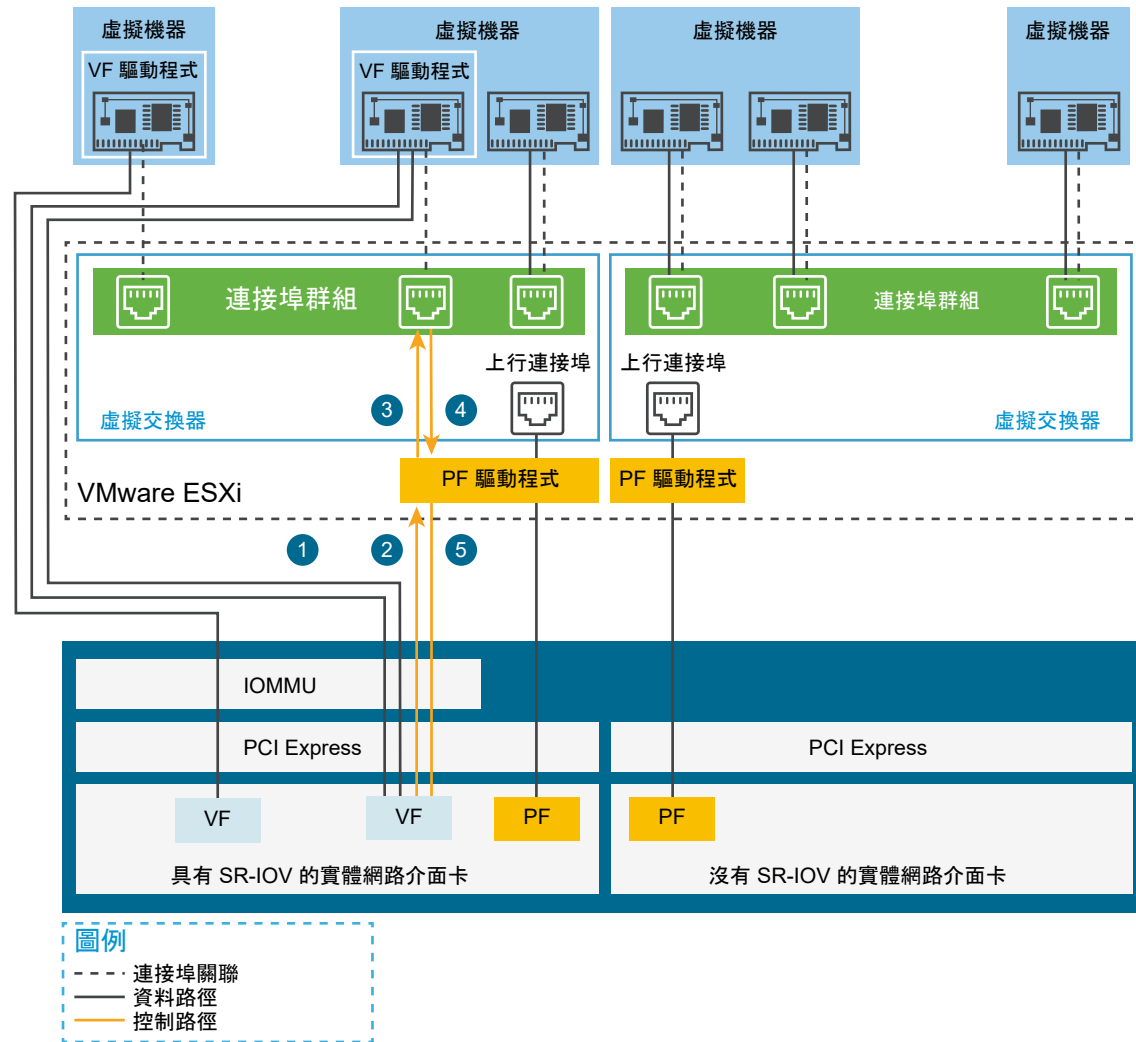 虛擬機器
虛擬機器
虛擬機器
虛擬機器
VF 驅動程式
VF 驅動程式
連接埠群組
連接埠群組
上行連接埠
上行連接埠
3
4
虛擬交換器
虛擬交換器
PF 驅動程式
PF 驅動程式
VMware ESXi
1
2
5
IOMMU
PCI Express
PCI Express
VF
VF
PF
PF
具有 SR-IOV 的實體網路介面卡
沒有 SR-IOV 的實體網路介面卡
圖例
連接埠關聯
資料路徑
控制路徑